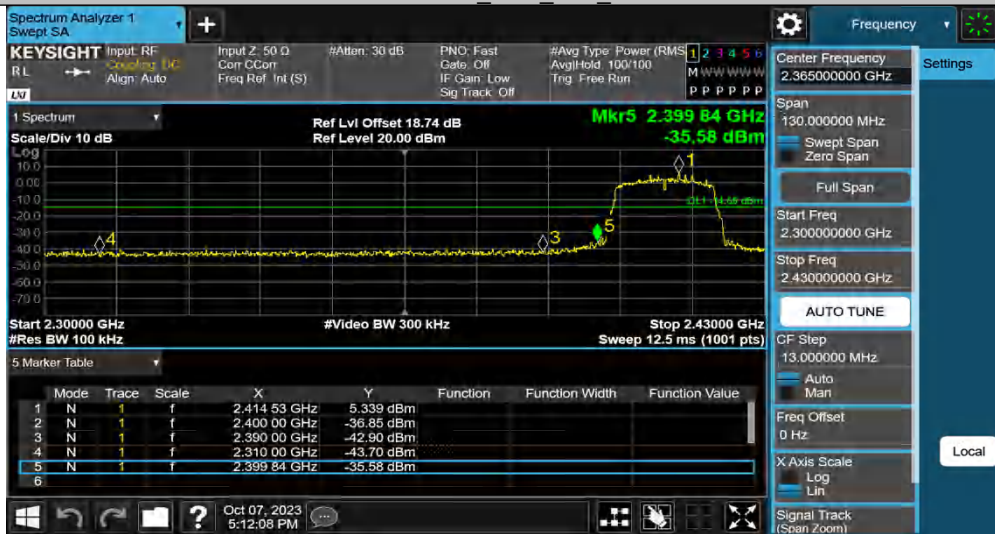 Spectrum Analyzer 1
Swept SA
+
Frequency
KEYSIGHT Input: RF
RL
Coupling: DC
Align: Auto
LXI
Input Z: 50 Ω
Corr CCorr
Freq Ref: Int (S)
#Atten: 30 dB
PNO: Fast
Gate: Off
IF Gain: Low
Sig Track: Off
#Avg Type: Power (RMS
Avg|Hold: 100/100
Trig: Free Run
1 2 3 4 5 6
M W W W W W
P P P P P P
1 Spectrum
Scale/Div 10 dB
Ref Lvl Offset 18.74 dB
Ref Level 20.00 dBm
Mkr5 2.399 84 GHz
-35.58 dBm
Log
10.0
0.00
-10.0
-20.0
-30.0
-40.0
-50.0
-60.0
-70.0
1
DL1 -14.69 dBm
4
3
5
Start 2.30000 GHz
#Res BW 100 kHz
#Video BW 300 kHz
Stop 2.43000 GHz
Sweep 12.5 ms (1001 pts)
5 Marker Table
Mode Trace Scale X Y Function Function Width Function Value
1 N 1 f 2.414 53 GHz 5.339 dBm
2 N 1 f 2.400 00 GHz -36.85 dBm
3 N 1 f 2.390 00 GHz -42.90 dBm
4 N 1 f 2.310 00 GHz -43.70 dBm
5 N 1 f 2.399 84 GHz -35.58 dBm
6
?
Oct 07, 2023
5:12:08 PM
Center Frequency
2.365000000 GHz
Settings
Span
130.000000 MHz
Swept Span
Zero Span
Full Span
Start Freq
2.300000000 GHz
Stop Freq
2.430000000 GHz
AUTO TUNE
CF Step
13.000000 MHz
Auto
Man
Freq Offset
0 Hz
Local
X Axis Scale
Log
Lin
Signal Track
(Span Zoom)